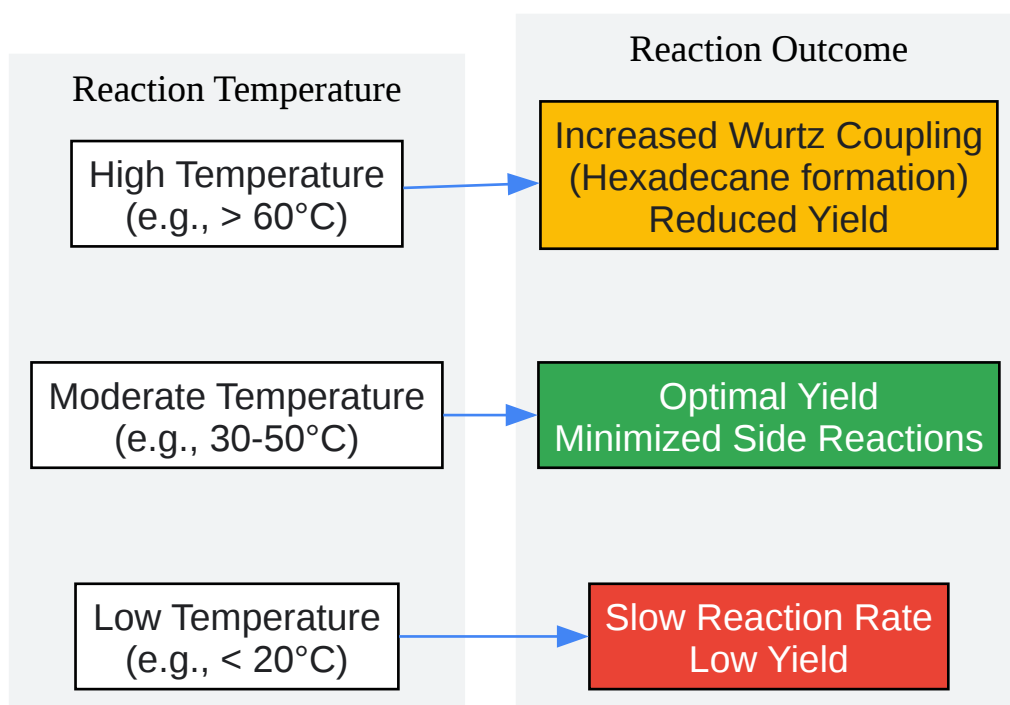 Reaction Temperature
High Temperature
(e.g., > 60°C)
Moderate Temperature
(e.g., 30-50°C)
Low Temperature
(e.g., < 20°C)
Reaction Outcome
Increased Wurtz Coupling
(Hexadecane formation)
Reduced Yield
Optimal Yield
Minimized Side Reactions
Slow Reaction Rate
Low Yield